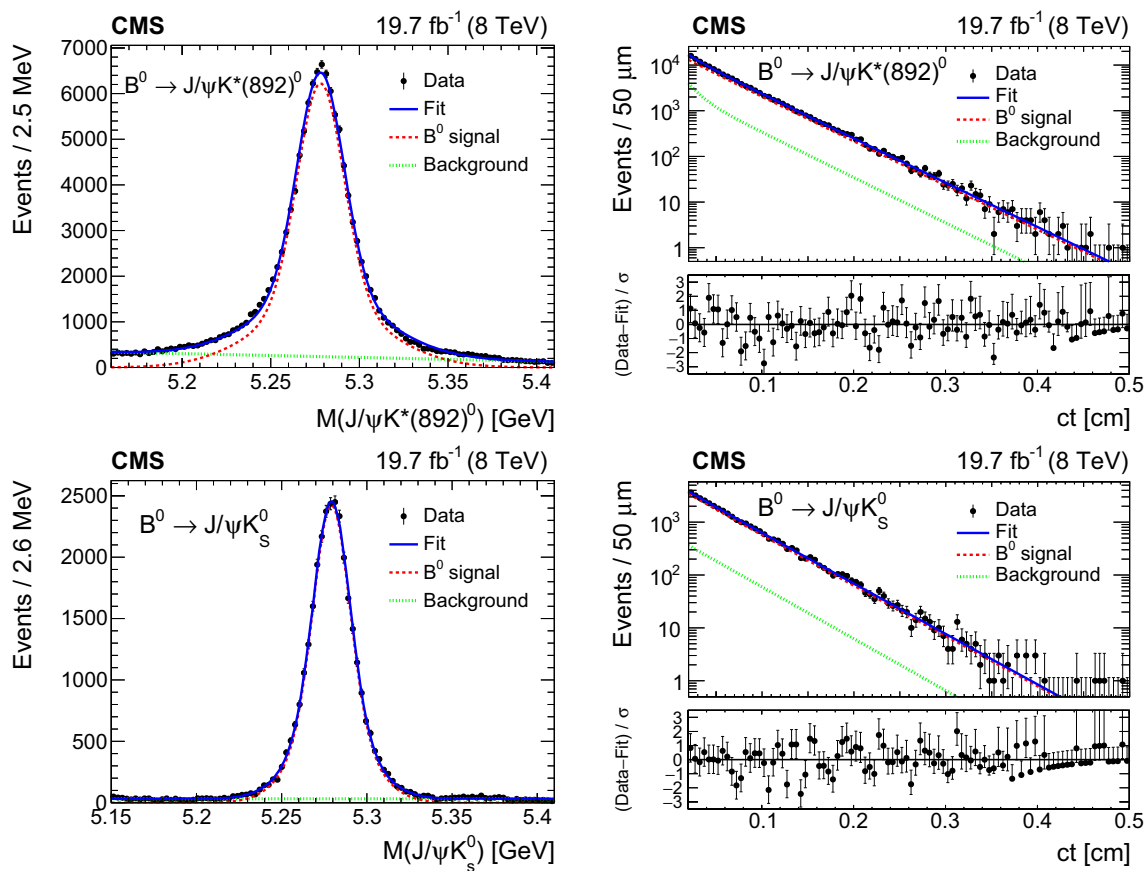 CMS 19.7 fb⁻¹ (8 TeV)
Events / 2.5 MeV
7000
6000
5000
4000
3000
2000
1000
0
B⁰ → J/ψK*(892)⁰
Data
Fit
B⁰ signal
Background
5.2 5.25 5.3 5.35 5.4
M(J/ψK*(892)⁰) [GeV]
CMS 19.7 fb⁻¹ (8 TeV)
Events / 50 μm
10⁴
10³
10²
10
1
B⁰ → J/ψK*(892)⁰
Data
Fit
B⁰ signal
Background
(Data−Fit) / σ
3
2
1
0
−1
−2
−3
0.1 0.2 0.3 0.4 0.5
ct [cm]
CMS 19.7 fb⁻¹ (8 TeV)
Events / 2.6 MeV
2500
2000
1500
1000
500
0
B⁰ → J/ψK⁰S
Data
Fit
B⁰ signal
Background
5.15 5.2 5.25 5.3 5.35 5.4
M(J/ψK⁰s) [GeV]
CMS 19.7 fb⁻¹ (8 TeV)
Events / 50 μm
10³
10²
10
1
B⁰ → J/ψK⁰S
Data
Fit
B⁰ signal
Background
(Data−Fit) / σ
3
2
1
0
−1
−2
−3
0.1 0.2 0.3 0.4 0.5
ct [cm]